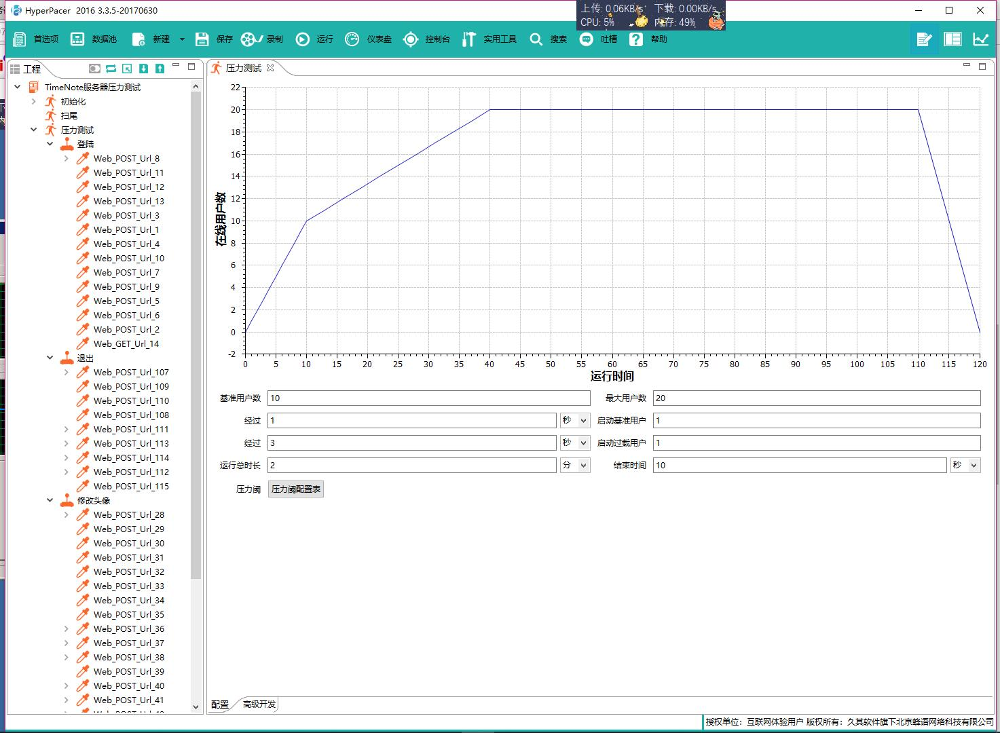 HyperPacer 2016 3.3.5-20170630
上传: 0.06KB/s 下载: 0.00KB/s
CPU: 5% 内存: 49%
首选项 数据池 新建 保存 录制 运行 仪表盘 控制台 实用工具 搜索 吐槽 帮助
工程
TimeNote服务器压力测试
初始化
扫尾
压力测试
登陆
Web_POST_Url_8
Web_POST_Url_11
Web_POST_Url_12
Web_POST_Url_13
Web_POST_Url_3
Web_POST_Url_1
Web_POST_Url_4
Web_POST_Url_10
Web_POST_Url_7
Web_POST_Url_9
Web_POST_Url_5
Web_POST_Url_6
Web_POST_Url_2
Web_GET_Url_14
退出
Web_POST_Url_107
Web_POST_Url_109
Web_POST_Url_110
Web_POST_Url_108
Web_POST_Url_111
Web_POST_Url_113
Web_POST_Url_114
Web_POST_Url_112
Web_POST_Url_115
修改头像
Web_POST_Url_28
Web_POST_Url_29
Web_POST_Url_30
Web_POST_Url_31
Web_POST_Url_32
Web_POST_Url_33
Web_POST_Url_34
Web_POST_Url_35
Web_POST_Url_36
Web_POST_Url_37
Web_POST_Url_38
Web_POST_Url_39
Web_POST_Url_40
Web_POST_Url_41
压力测试
22
20
18
16
14
12
10
8
6
4
2
0
-2
在线用户数
0 5 10 15 20 25 30 35 40 45 50 55 60 65 70 75 80 85 90 95 100 105 110 115 120
运行时间
基准用户数 10 最大用户数 20
经过 1 秒 启动基准用户 1
经过 3 秒 启动过载用户 1
运行总时长 2 分 结束时间 10 秒
压力阈 压力阈配置表
配置 高级开发
授权单位：互联网体验用户 版权所有：久其软件旗下北京蜂语网络科技有限公司